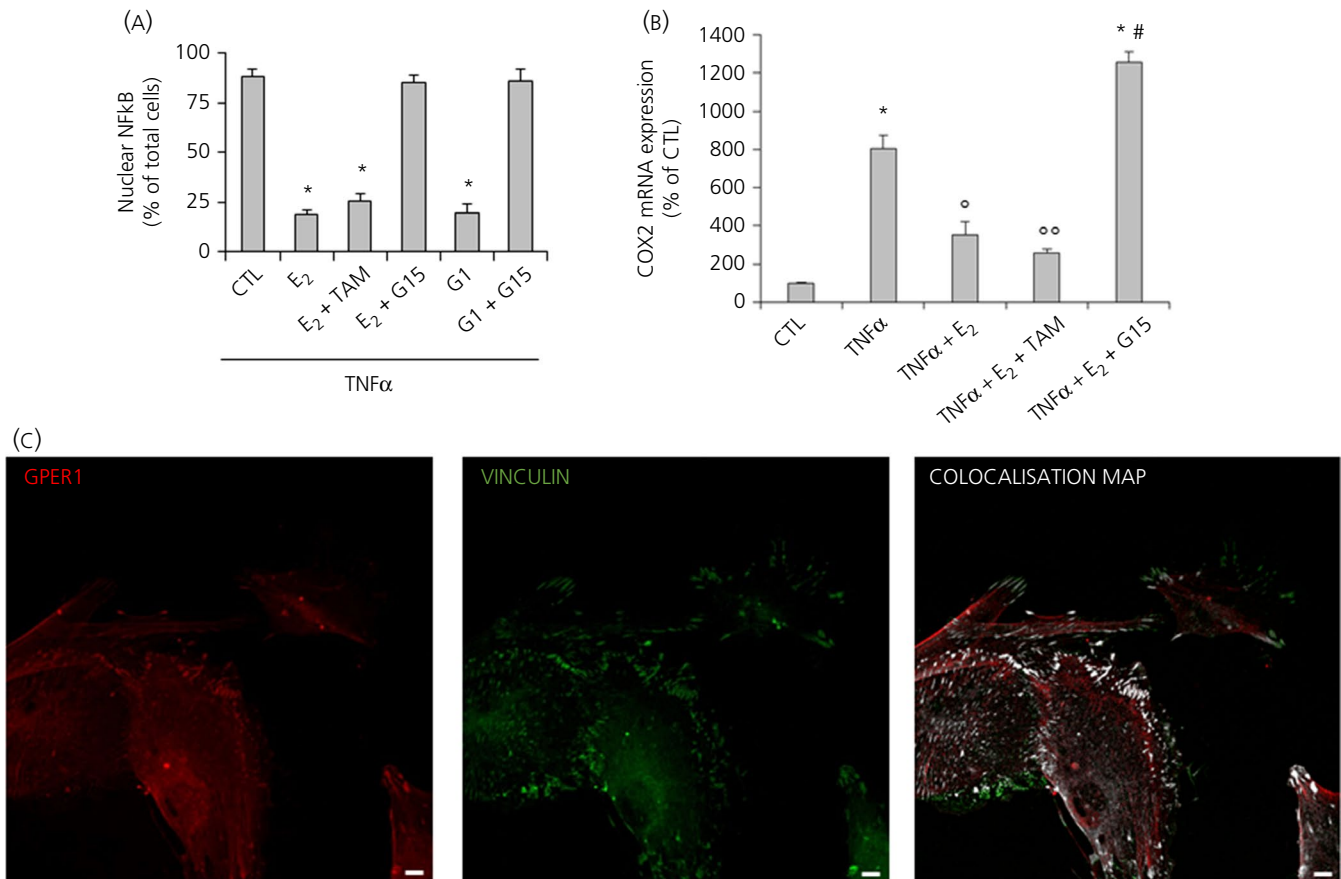 (A)
Nuclear NFkB
(% of total cells)
100
75
50
25
0
*
*
*
CTL
E₂
E₂ + TAM
E₂ + G15
G1
G1 + G15
TNFα
(B)
COX2 mRNA expression
(% of CTL)
1400
1200
1000
800
600
400
200
0
*
°
°°
* #
CTL
TNFα
TNFα + E₂
TNFα + E₂ + TAM
TNFα + E₂ + G15
(C)
GPER1
VINCULIN
COLOCALISATION MAP